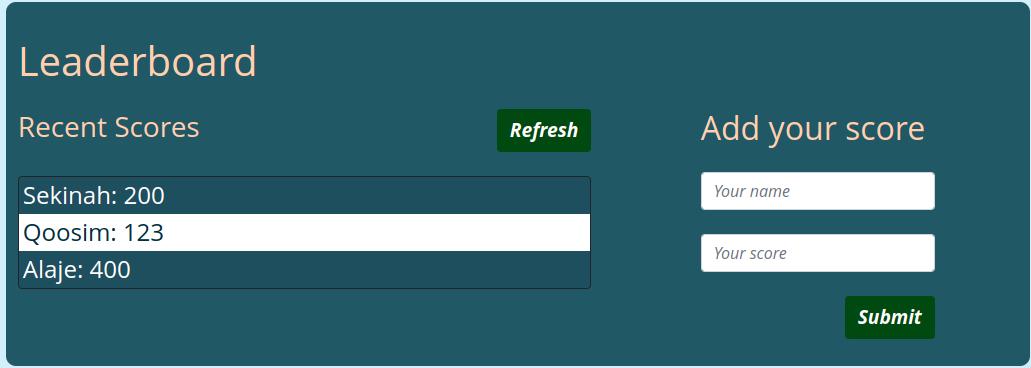 Leaderboard
Recent Scores
Refresh
Sekinah: 200
Qoosim: 123
Alaje: 400
Add your score
Your name
Your score
Submit